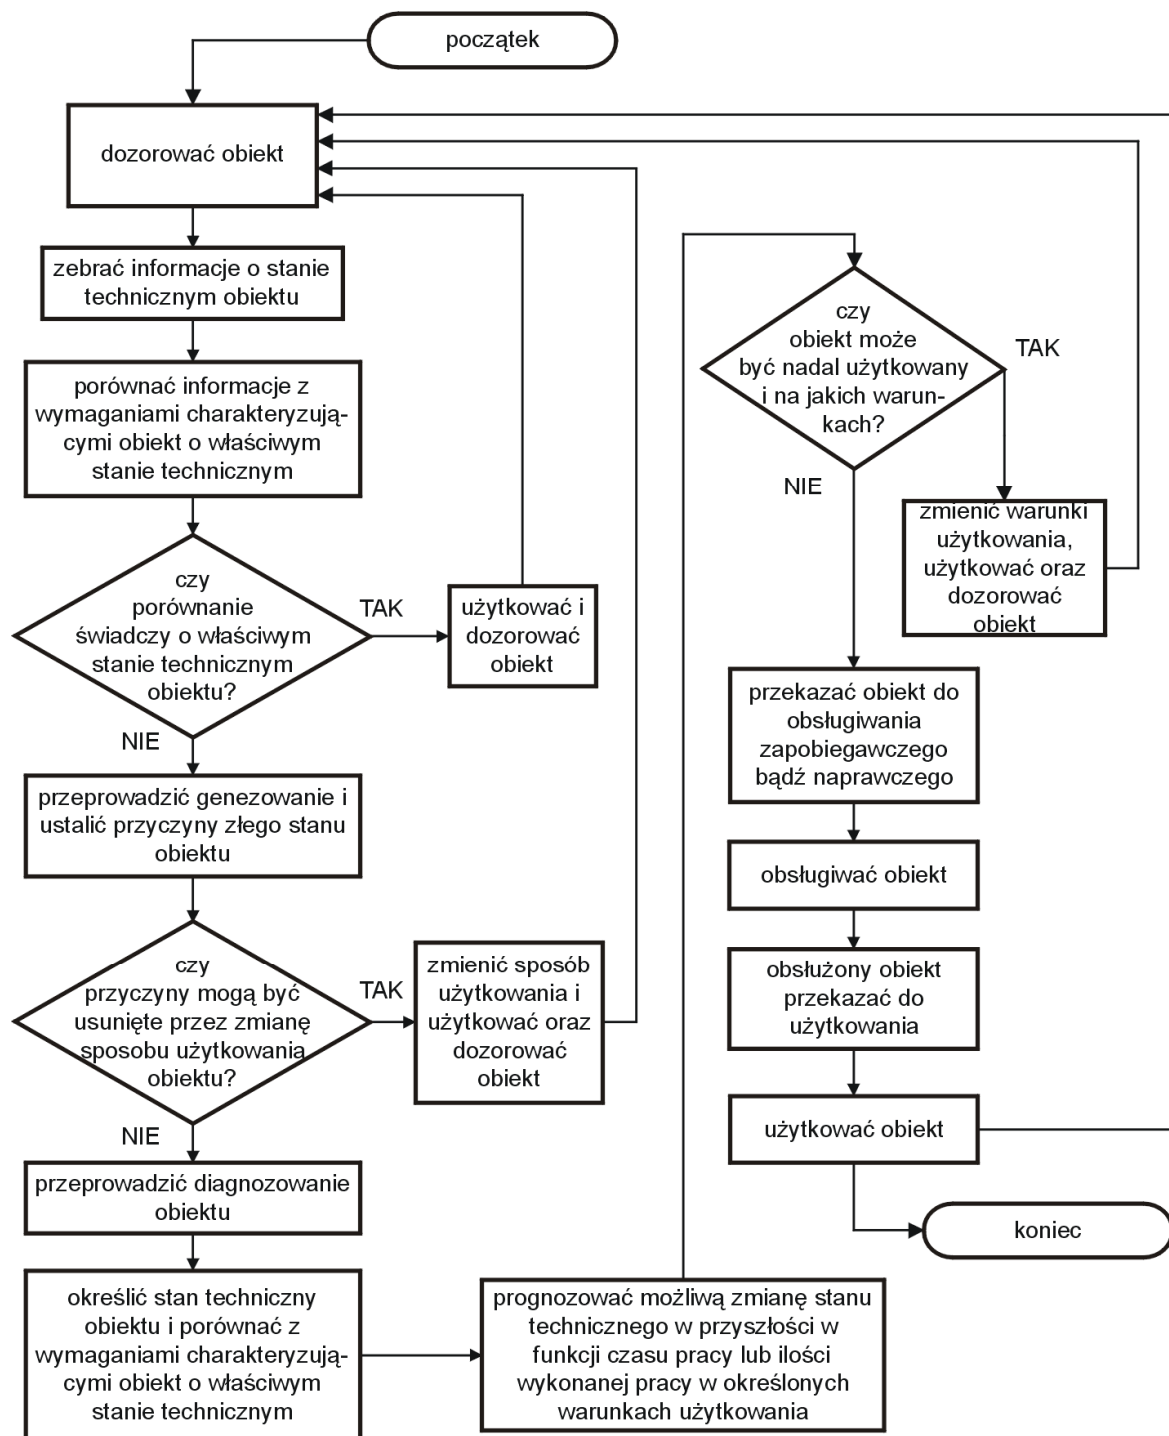 początek
dozorować obiekt
zebrać informacje o stanie
technicznym obiektu
porównać informacje z
wymaganiami charakteryzują-
cymi obiekt o właściwym
stanie technicznym
czy
porównanie
świadczy o właściwym
stanie technicznym
obiektu?
TAK
użytkować i
dozorować
obiekt
NIE
przeprowadzić genezowanie i
ustalić przyczyny złego stanu
obiektu
czy
przyczyny mogą być
usunięte przez zmianę
sposobu użytkowania
obiektu?
TAK
zmienić sposób
użytkowania i
użytkować oraz
dozorować
obiekt
NIE
przeprowadzić diagnozowanie
obiektu
określić stan techniczny
obiektu i porównać z
wymaganiami charakteryzują-
cymi obiekt o właściwym
stanie technicznym
prognozować możliwą zmianę stanu
technicznego w przyszłości w
funkcji czasu pracy lub ilości
wykonanej pracy w określonych
warunkach użytkowania
czy
obiekt może
być nadal użytkowany
i na jakich warun-
kach?
TAK
zmienić warunki
użytkowania,
użytkować oraz
dozorować
obiekt
NIE
przekazać obiekt do
obsługiwania
zapobiegawczego
bądź naprawczego
obsługiwać obiekt
obsłużony obiekt
przekazać do
użytkowania
użytkować obiekt
koniec